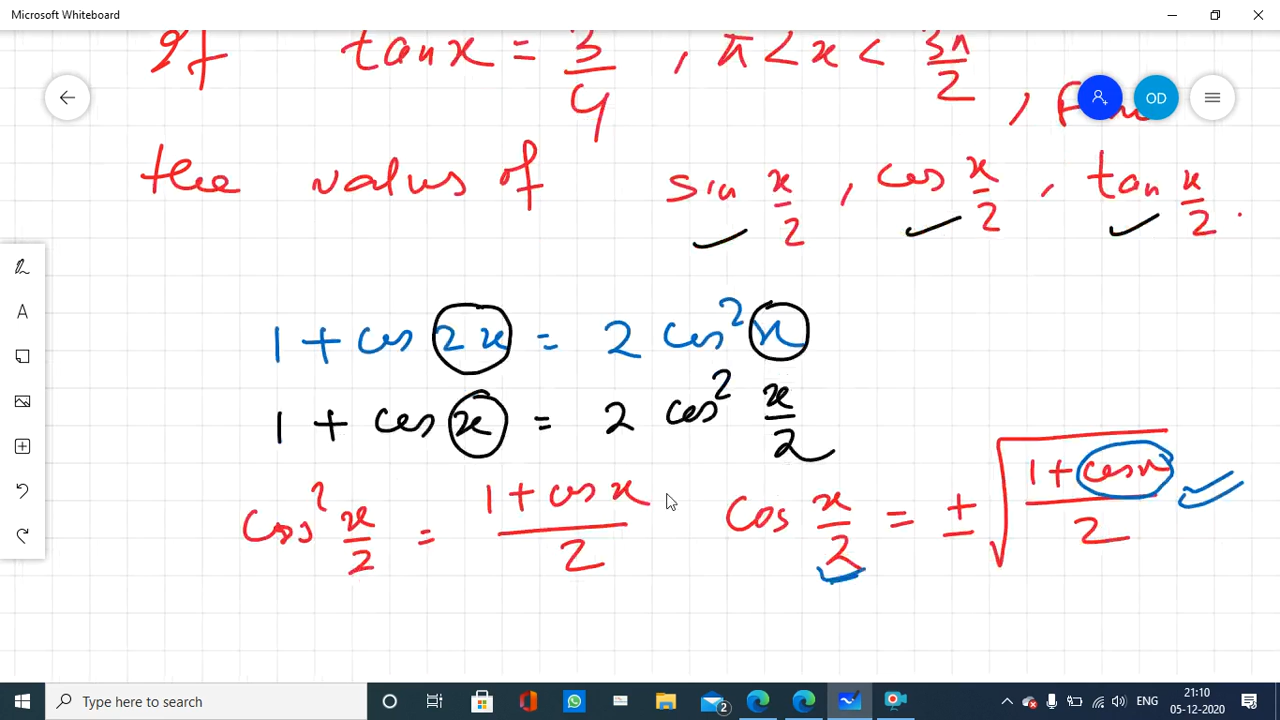 Microsoft Whiteboard
If tan x = 3/4 , π < x < 3π/2 , Find
the value of sin x/2 , cos x/2 , tan x/2 .
OD
1 + cos 2x = 2 cos² x
1 + cos x = 2 cos² x/2
cos² x/2 = (1 + cos x)/2 cos x/2 = ± √((1 + cos x)/2)
Type here to search
2
ENG
21:10
05-12-2020